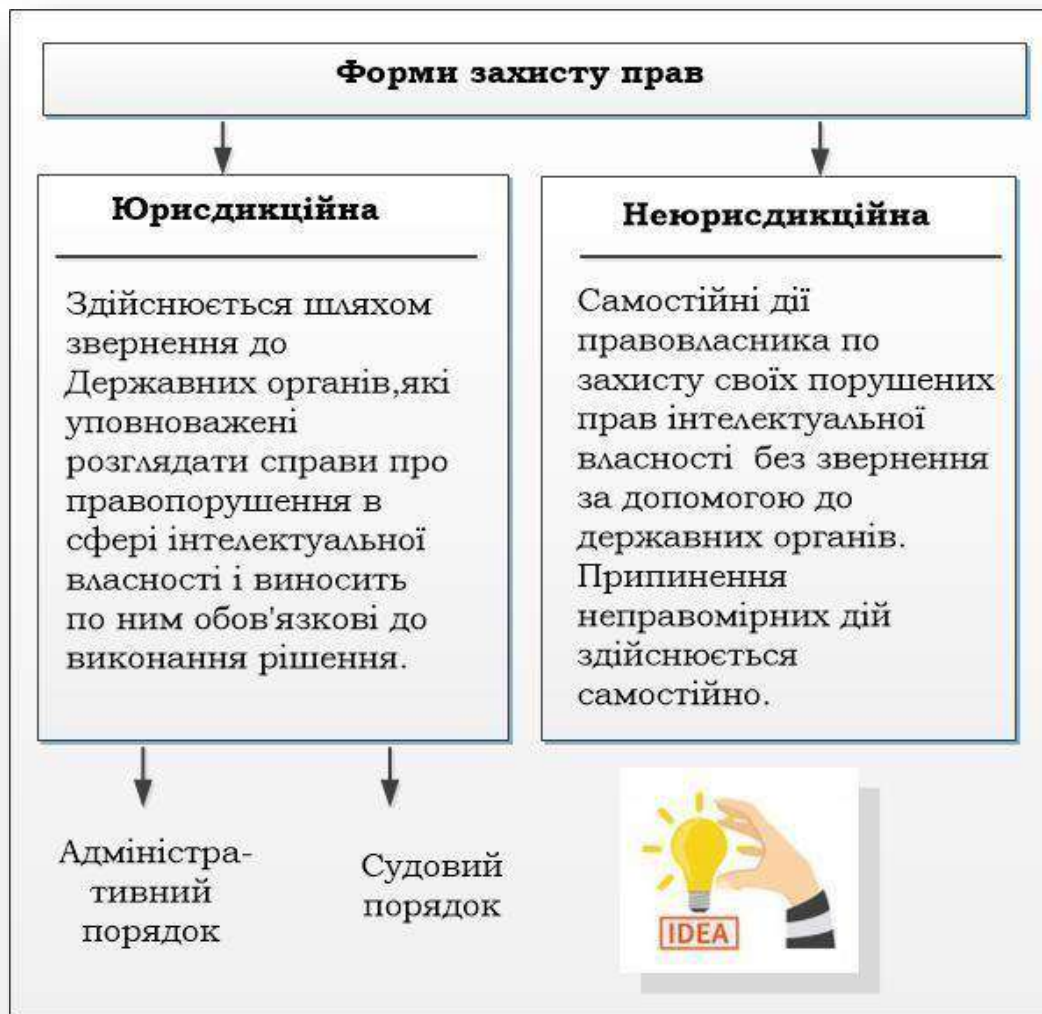 Форми захисту прав
Юрисдикційна
Здійснюється шляхом
звернення до
Державних органів,які
уповноважені
розглядати справи про
правопорушення в
сфері інтелектуальної
власності і виносить
по ним обов'язкові до
виконання рішення.
Адміністра-
тивний
порядок
Судовий
порядок
Неюрисдикційна
Самостійні дії
правовласника по
захисту своїх порушених
прав інтелектуальної
власності без звернення
за допомогою до
державних органів.
Припинення
неправомірних дій
здійснюється
самостійно.
IDEA